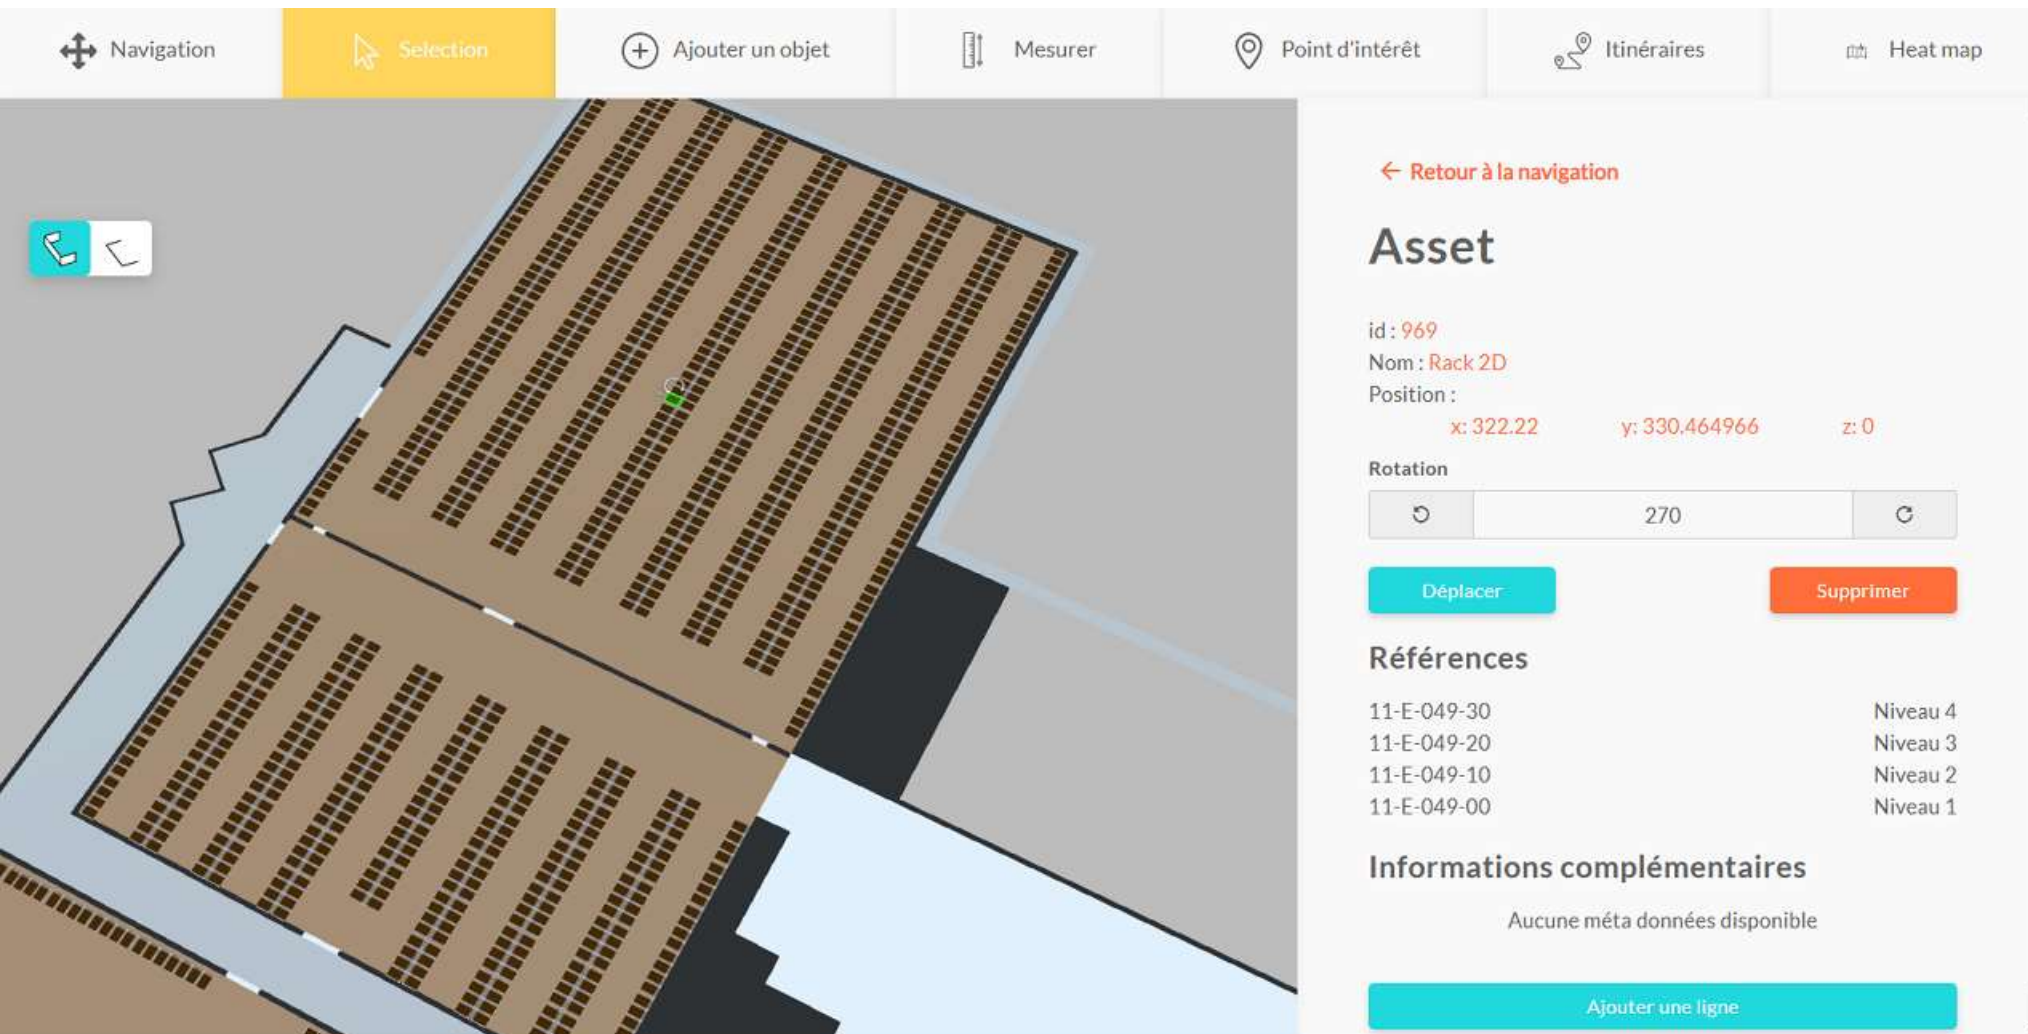 Navigation
Selection
Ajouter un objet
Mesurer
Point d'intérêt
Itinéraires
Heat map
← Retour à la navigation
Asset
id : 969
Nom : Rack 2D
Position :
x: 322.22 y: 330.464966 z: 0
Rotation
270
Déplacer Supprimer
Références
11-E-049-30 Niveau 4
11-E-049-20 Niveau 3
11-E-049-10 Niveau 2
11-E-049-00 Niveau 1
Informations complémentaires
Aucune méta données disponible
Ajouter une ligne